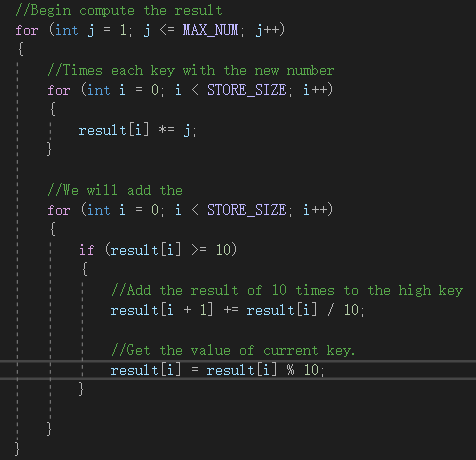 //Begin compute the result
for (int j = 1; j <= MAX_NUM; j++)
{
//Times each key with the new number
for (int i = 0; i < STORE_SIZE; i++)
{
result[i] *= j;
}
//We will add the
for (int i = 0; i < STORE_SIZE; i++)
{
if (result[i] >= 10)
{
//Add the result of 10 times to the high key
result[i + 1] += result[i] / 10;
//Get the value of current key.
result[i] = result[i] % 10;
}
}
}